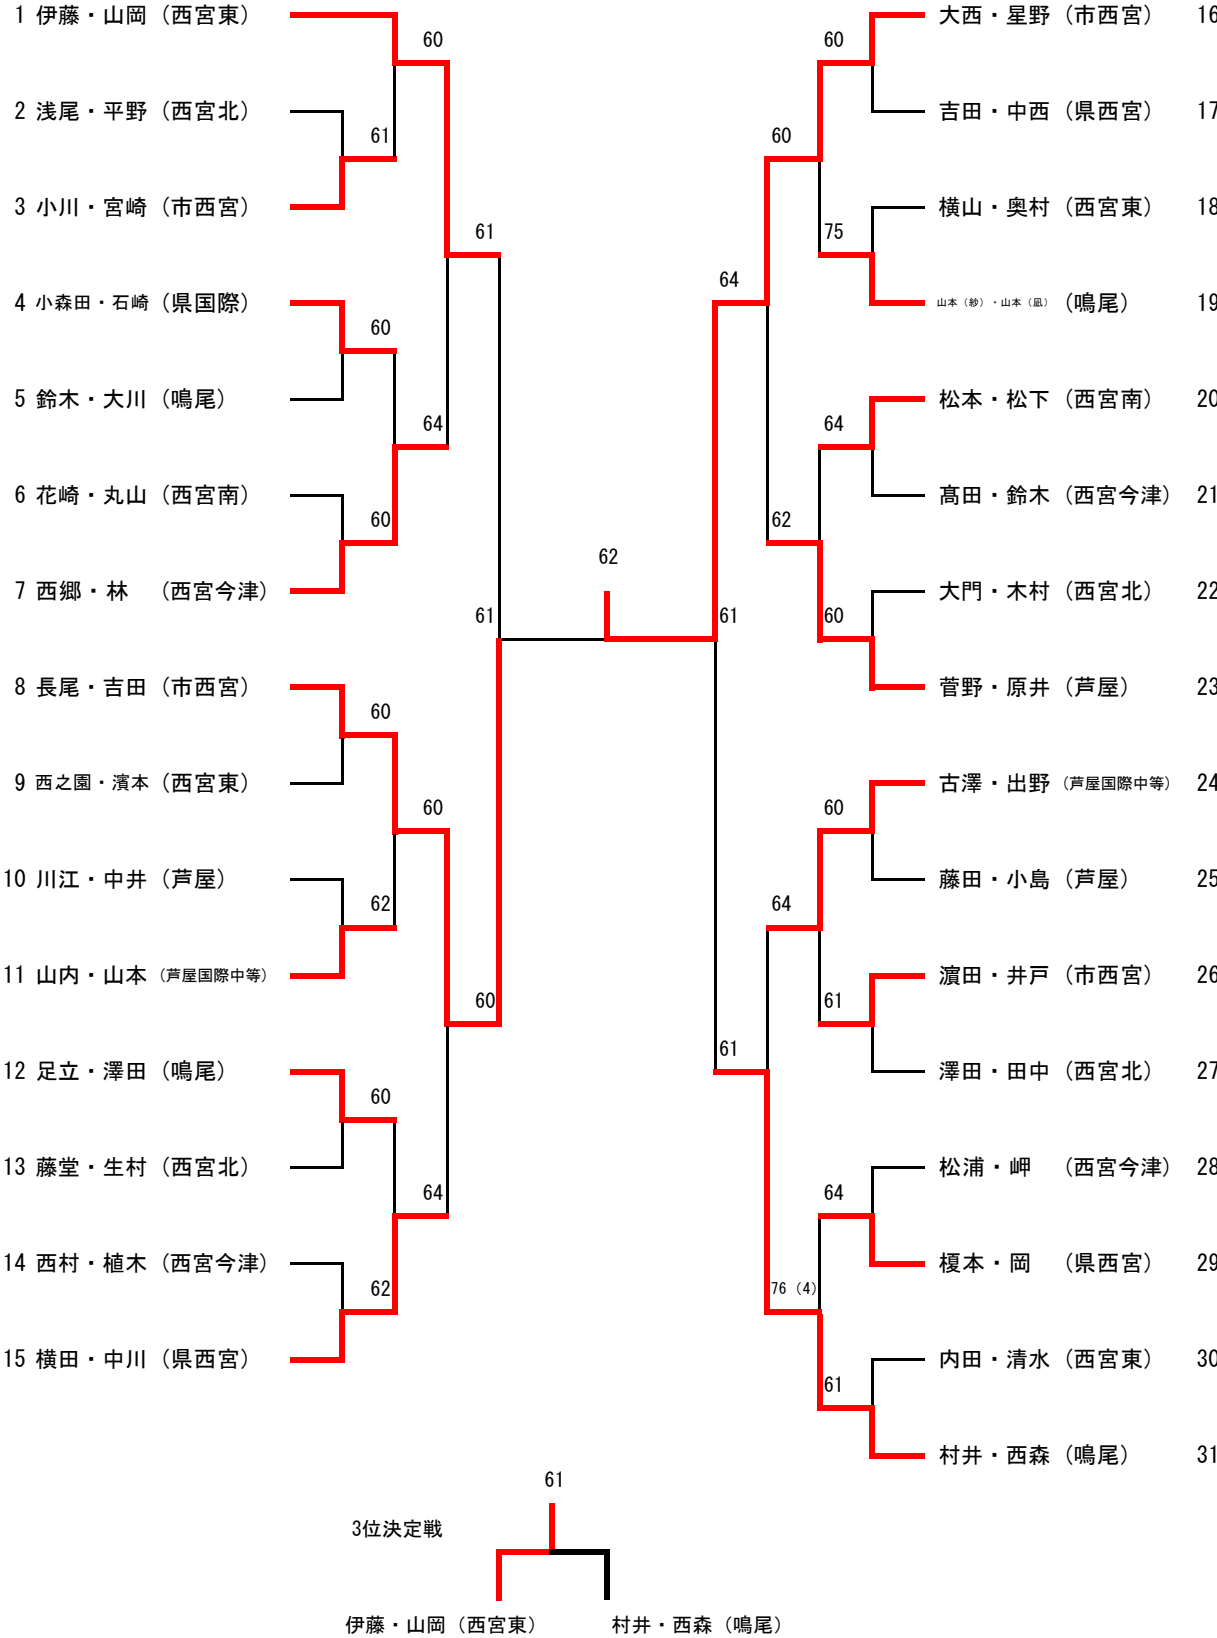 1 伊藤・山岡（西宮東）
60
2 浅尾・平野（西宮北）
61
3 小川・宮崎（市西宮）
61
4 小森田・石崎（県国際）
60
5 鈴木・大川（鳴尾）
64
6 花崎・丸山（西宮南）
60
7 西郷・林　（西宮今津）
61
8 長尾・吉田（市西宮）
60
9 西之園・濱本（西宮東）
60
10 川江・中井（芦屋）
62
11 山内・山本（芦屋国際中等）
60
12 足立・澤田（鳴尾）
60
13 藤堂・生村（西宮北）
64
14 西村・植木（西宮今津）
62
15 横田・中川（県西宮）
62
大西・星野（市西宮） 16
60
吉田・中西（県西宮） 17
60
横山・奥村（西宮東） 18
75
64
山本（紗）・山本（凪）（鳴尾） 19
松本・松下（西宮南） 20
64
髙田・鈴木（西宮今津） 21
62
大門・木村（西宮北） 22
60
61
菅野・原井（芦屋） 23
古澤・出野（芦屋国際中等） 24
60
藤田・小島（芦屋） 25
64
濵田・井戸（市西宮） 26
61
61
澤田・田中（西宮北） 27
松浦・岬　（西宮今津） 28
64
榎本・岡　（県西宮） 29
76（4）
内田・清水（西宮東） 30
61
村井・西森（鳴尾） 31
61
3位決定戦
伊藤・山岡（西宮東） 村井・西森（鳴尾）